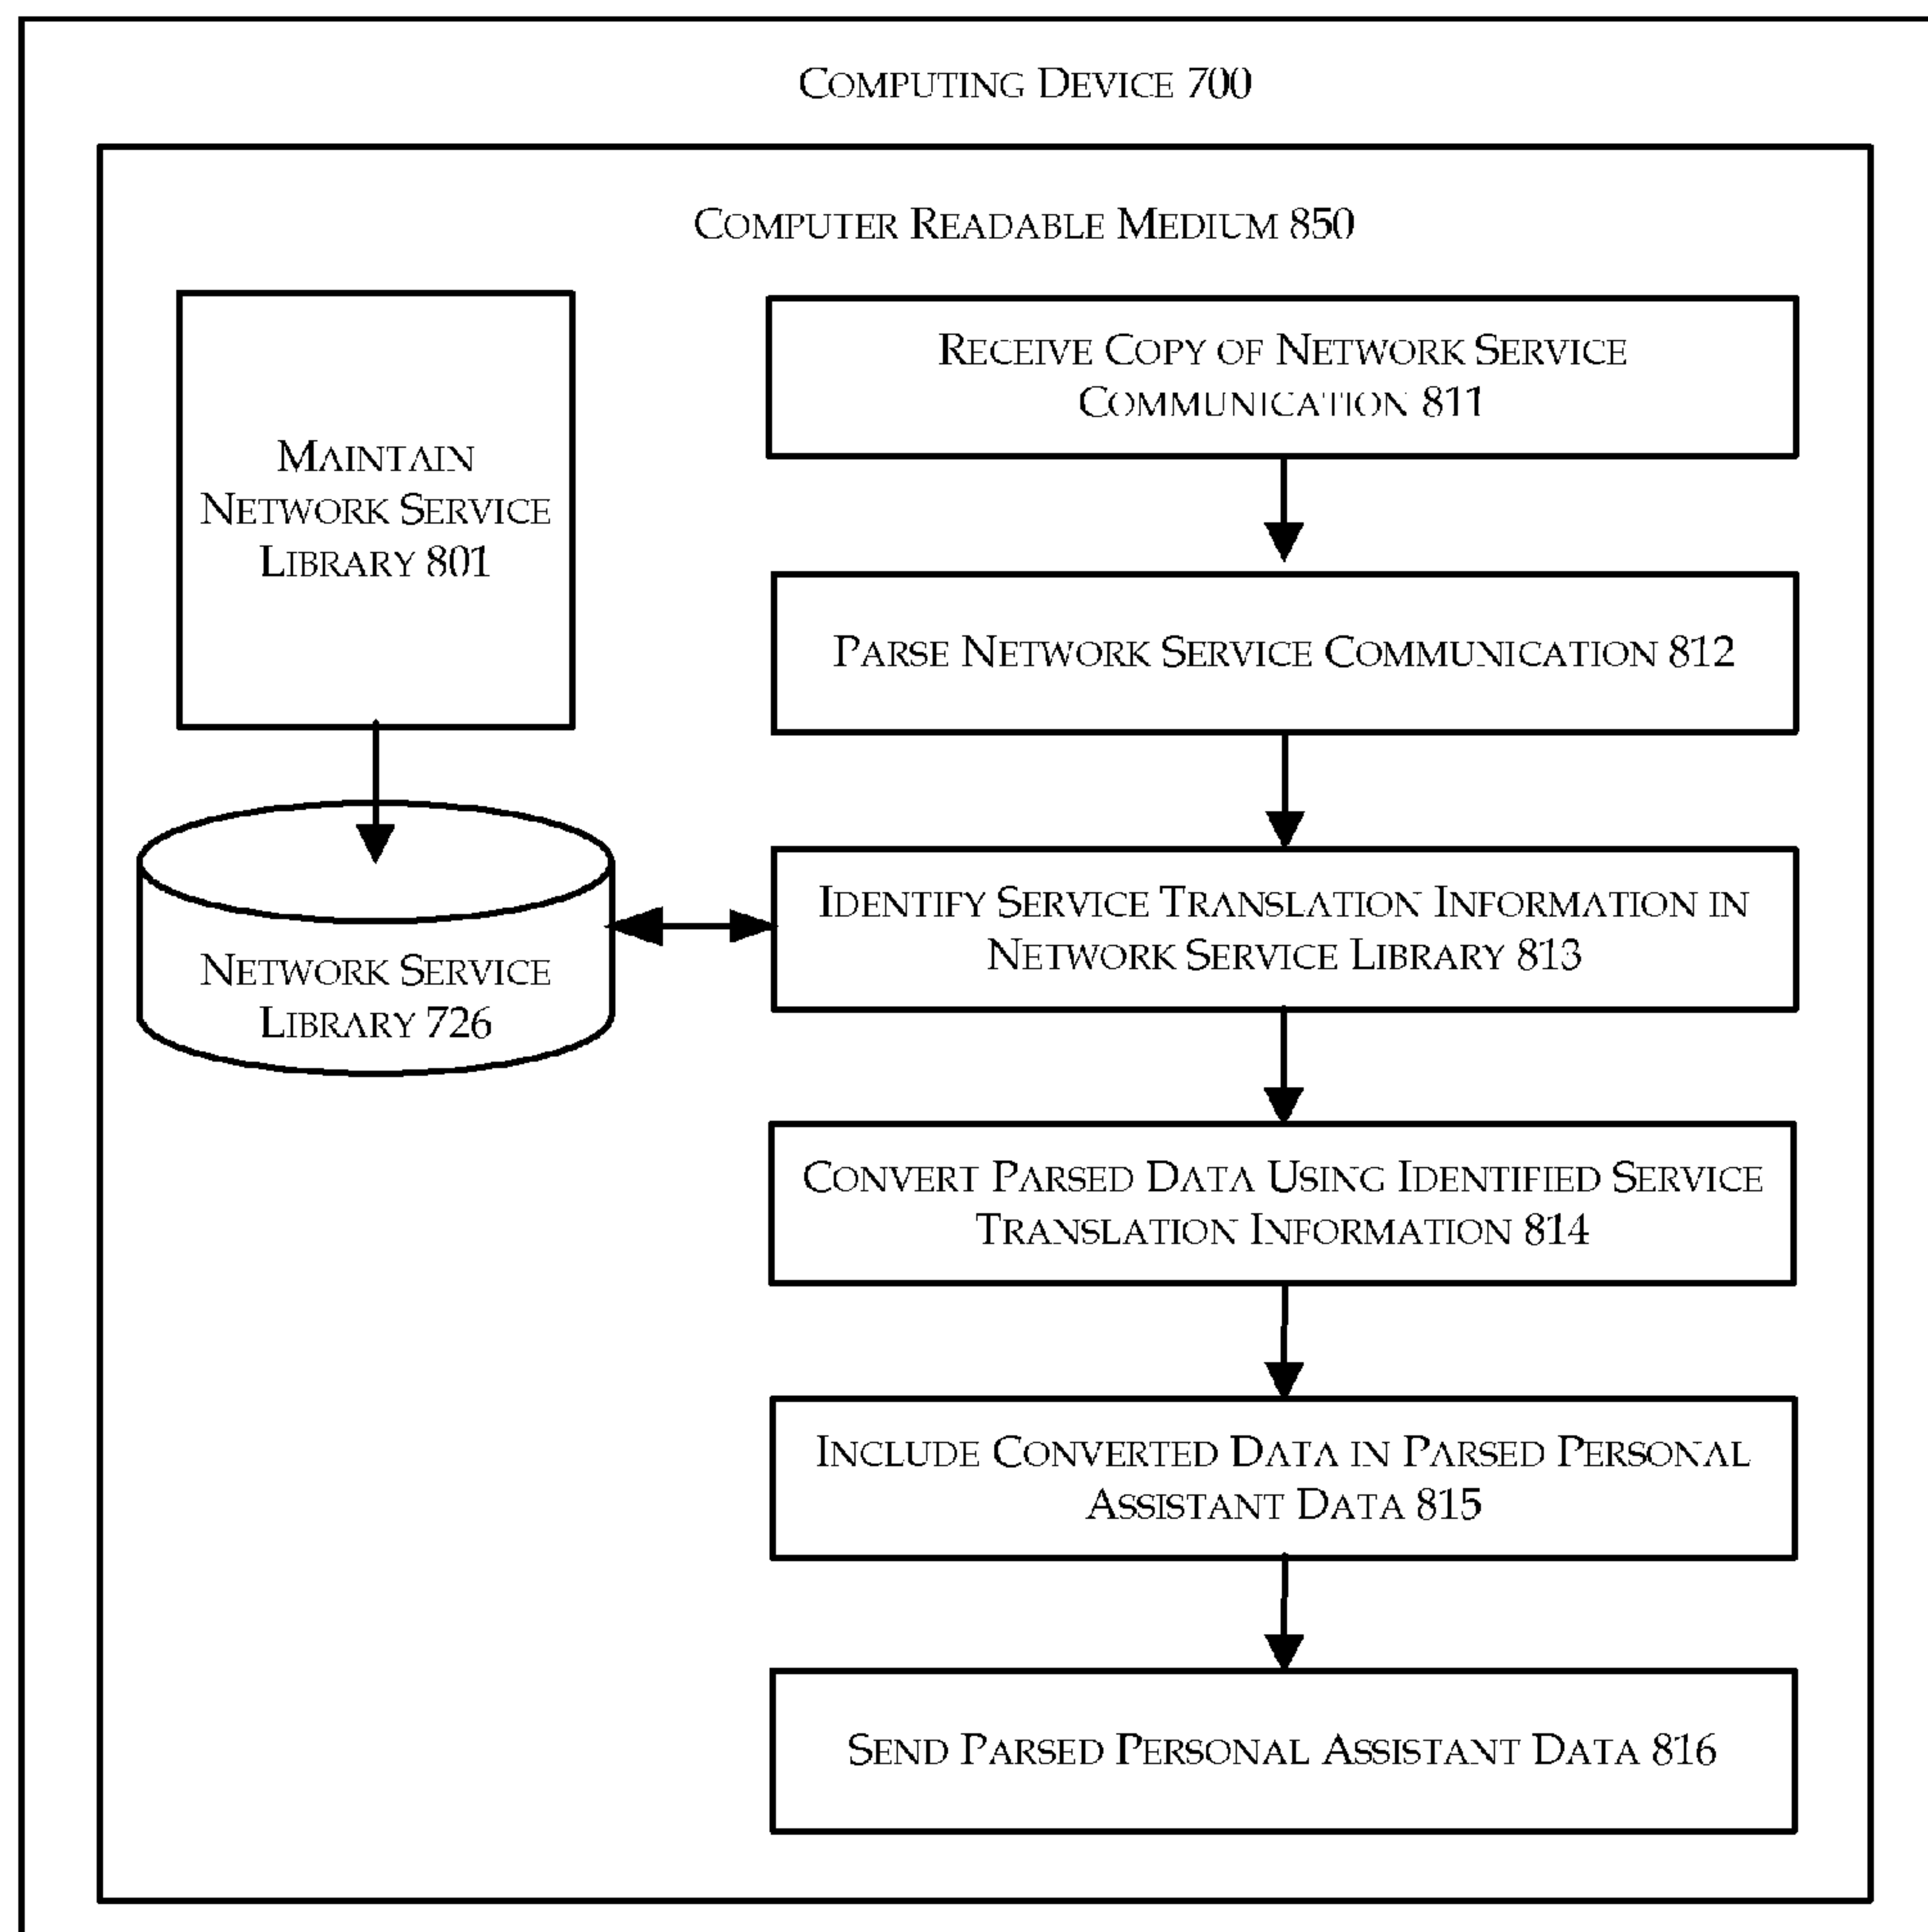 COMPUTING DEVICE 700
COMPUTER READABLE MEDIUM 850
MAINTAIN
NETWORK SERVICE
LIBRARY 801
NETWORK SERVICE
LIBRARY 726
RECEIVE COPY OF NETWORK SERVICE
COMMUNICATION 811
PARSE NETWORK SERVICE COMMUNICATION 812
IDENTIFY SERVICE TRANSLATION INFORMATION IN
NETWORK SERVICE LIBRARY 813
CONVERT PARSED DATA USING IDENTIFIED SERVICE
TRANSLATION INFORMATION 814
INCLUDE CONVERTED DATA IN PARSED PERSONAL
ASSISTANT DATA 815
SEND PARSED PERSONAL ASSISTANT DATA 816